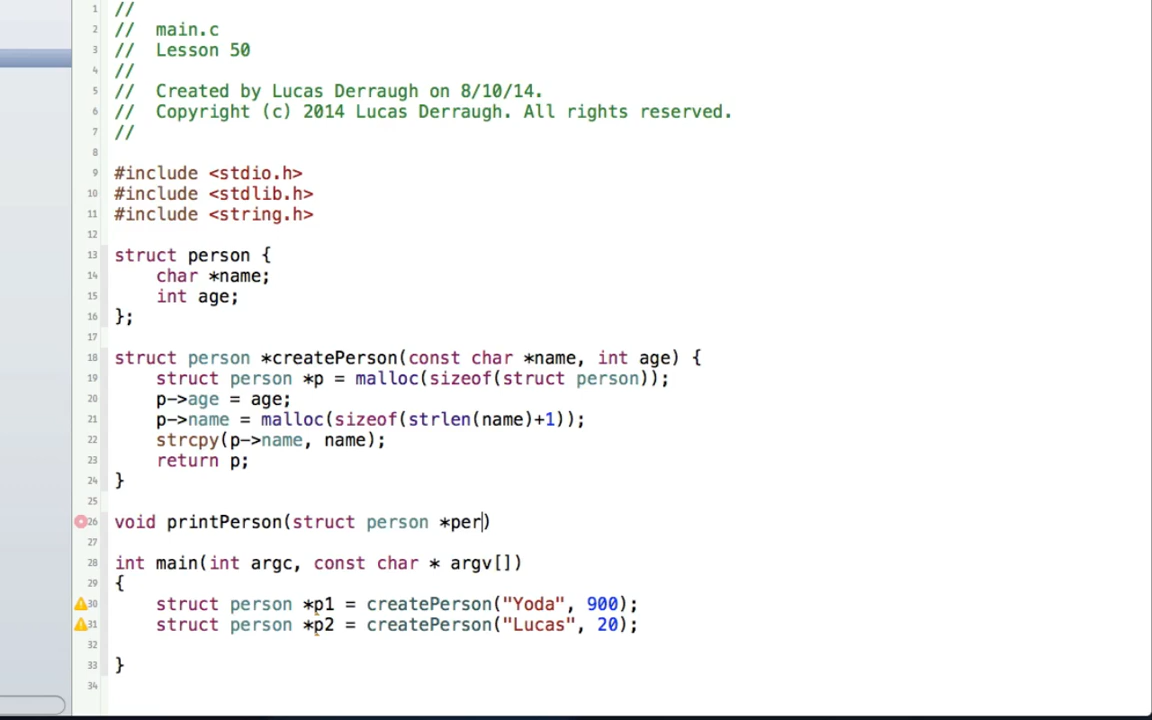 1 //
2 //  main.c
3 //  Lesson 50
4 //
5 //  Created by Lucas Derraugh on 8/10/14.
6 //  Copyright (c) 2014 Lucas Derraugh. All rights reserved.
7 //
8
9 #include <stdio.h>
10 #include <stdlib.h>
11 #include <string.h>
12
13 struct person {
14     char *name;
15     int age;
16 };
17
18 struct person *createPerson(const char *name, int age) {
19     struct person *p = malloc(sizeof(struct person));
20     p->age = age;
21     p->name = malloc(sizeof(strlen(name)+1));
22     strcpy(p->name, name);
23     return p;
24 }
25
26 void printPerson(struct person *per)
27
28 int main(int argc, const char * argv[])
29 {
30     struct person *p1 = createPerson("Yoda", 900);
31     struct person *p2 = createPerson("Lucas", 20);
32
33 }
34